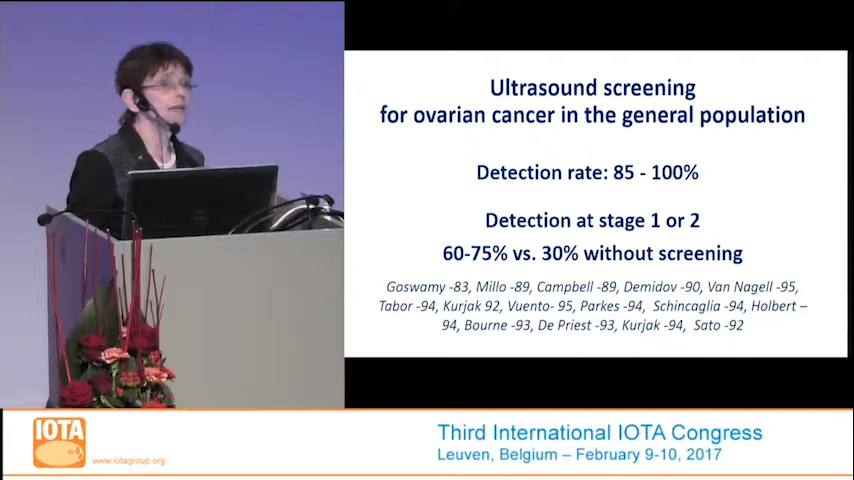 Ultrasound screening
for ovarian cancer in the general population
Detection rate: 85 - 100%
Detection at stage 1 or 2
60-75% vs. 30% without screening
Goswamy -83, Millo -89, Campbell -89, Demidov -90, Van Nagell -95,
Tabor -94, Kurjak 92, Vuento- 95, Parkes -94, Schincaglia -94, Holbert –
94, Bourne -93, De Priest -93, Kurjak -94, Sato -92
IOTA
www.iotagroup.org
Third International IOTA Congress
Leuven, Belgium – February 9-10, 2017